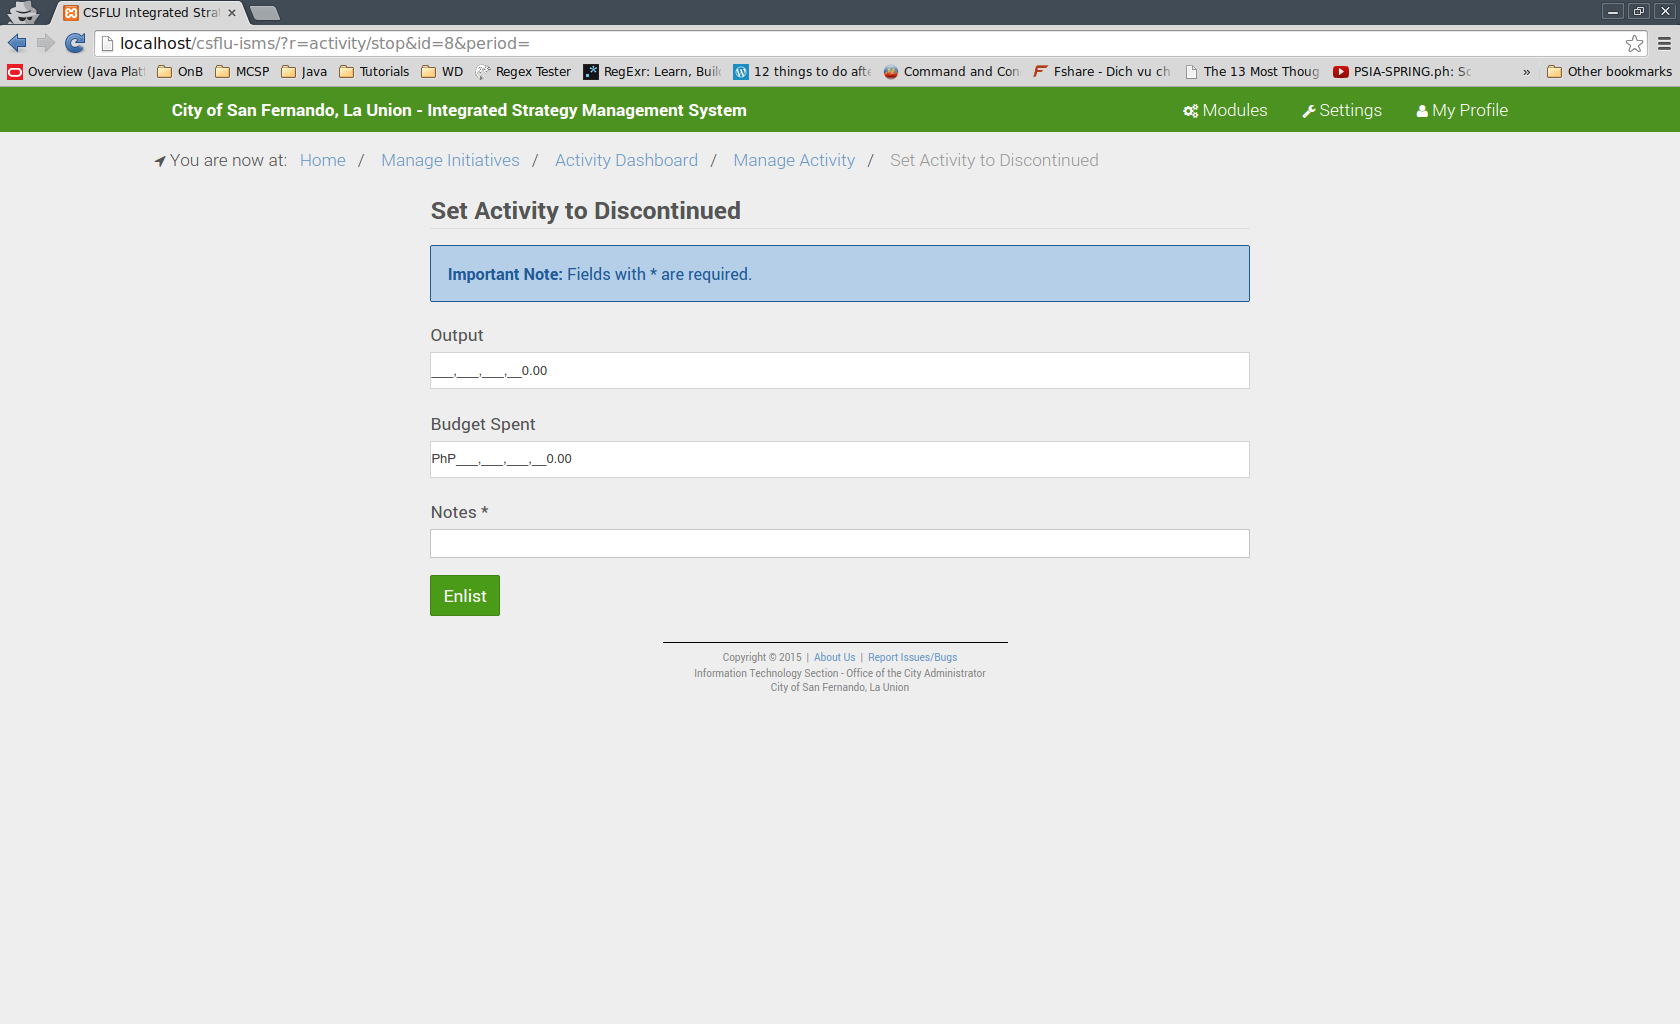 CSFLU Integrated Stra
localhost/csflu-isms/?r=activity/stop&id=8&period=
Overview (Java Plat OnB MCSP Java Tutorials WD Regex Tester RegExr: Learn, Buil 12 things to do afte Command and Con Fshare - Dich vu ch The 13 Most Thoug PSIA-SPRING.ph: Sc » Other bookmarks
City of San Fernando, La Union - Integrated Strategy Management System Modules Settings My Profile
You are now at: Home / Manage Initiatives / Activity Dashboard / Manage Activity / Set Activity to Discontinued
Set Activity to Discontinued
Important Note: Fields with * are required.
Output
___,___,___,__0.00
Budget Spent
PhP___,___,___,__0.00
Notes *
Enlist
Copyright © 2015 | About Us | Report Issues/Bugs
Information Technology Section - Office of the City Administrator
City of San Fernando, La Union